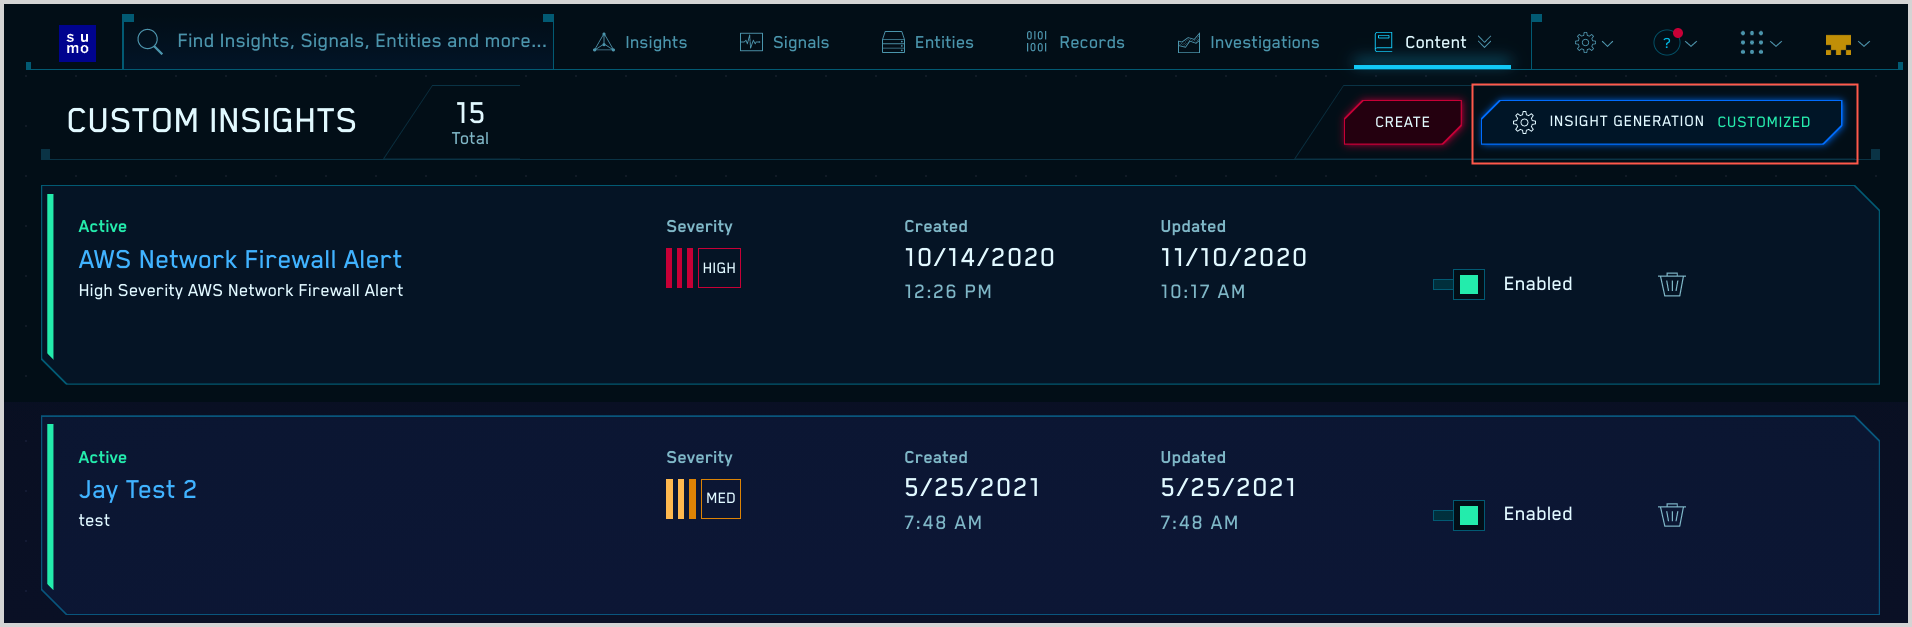 su
mo
Find Insights, Signals, Entities and more...
Insights
Signals
Entities
0101
1001
Records
Investigations
Content
?
CUSTOM INSIGHTS
15
Total
CREATE
INSIGHT GENERATION CUSTOMIZED
Active
AWS Network Firewall Alert
High Severity AWS Network Firewall Alert
Severity
HIGH
Created
10/14/2020
12:26 PM
Updated
11/10/2020
10:17 AM
Enabled
Active
Jay Test 2
test
Severity
MED
Created
5/25/2021
7:48 AM
Updated
5/25/2021
7:48 AM
Enabled